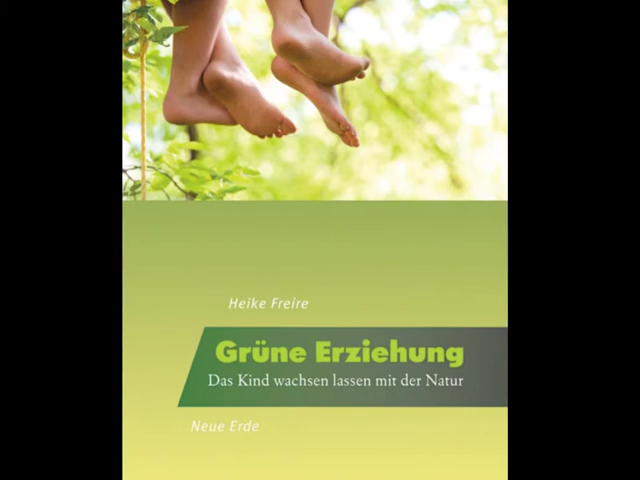 Heike Freire
Grüne Erziehung
Das Kind wachsen lassen mit der Natur
Neue Erde